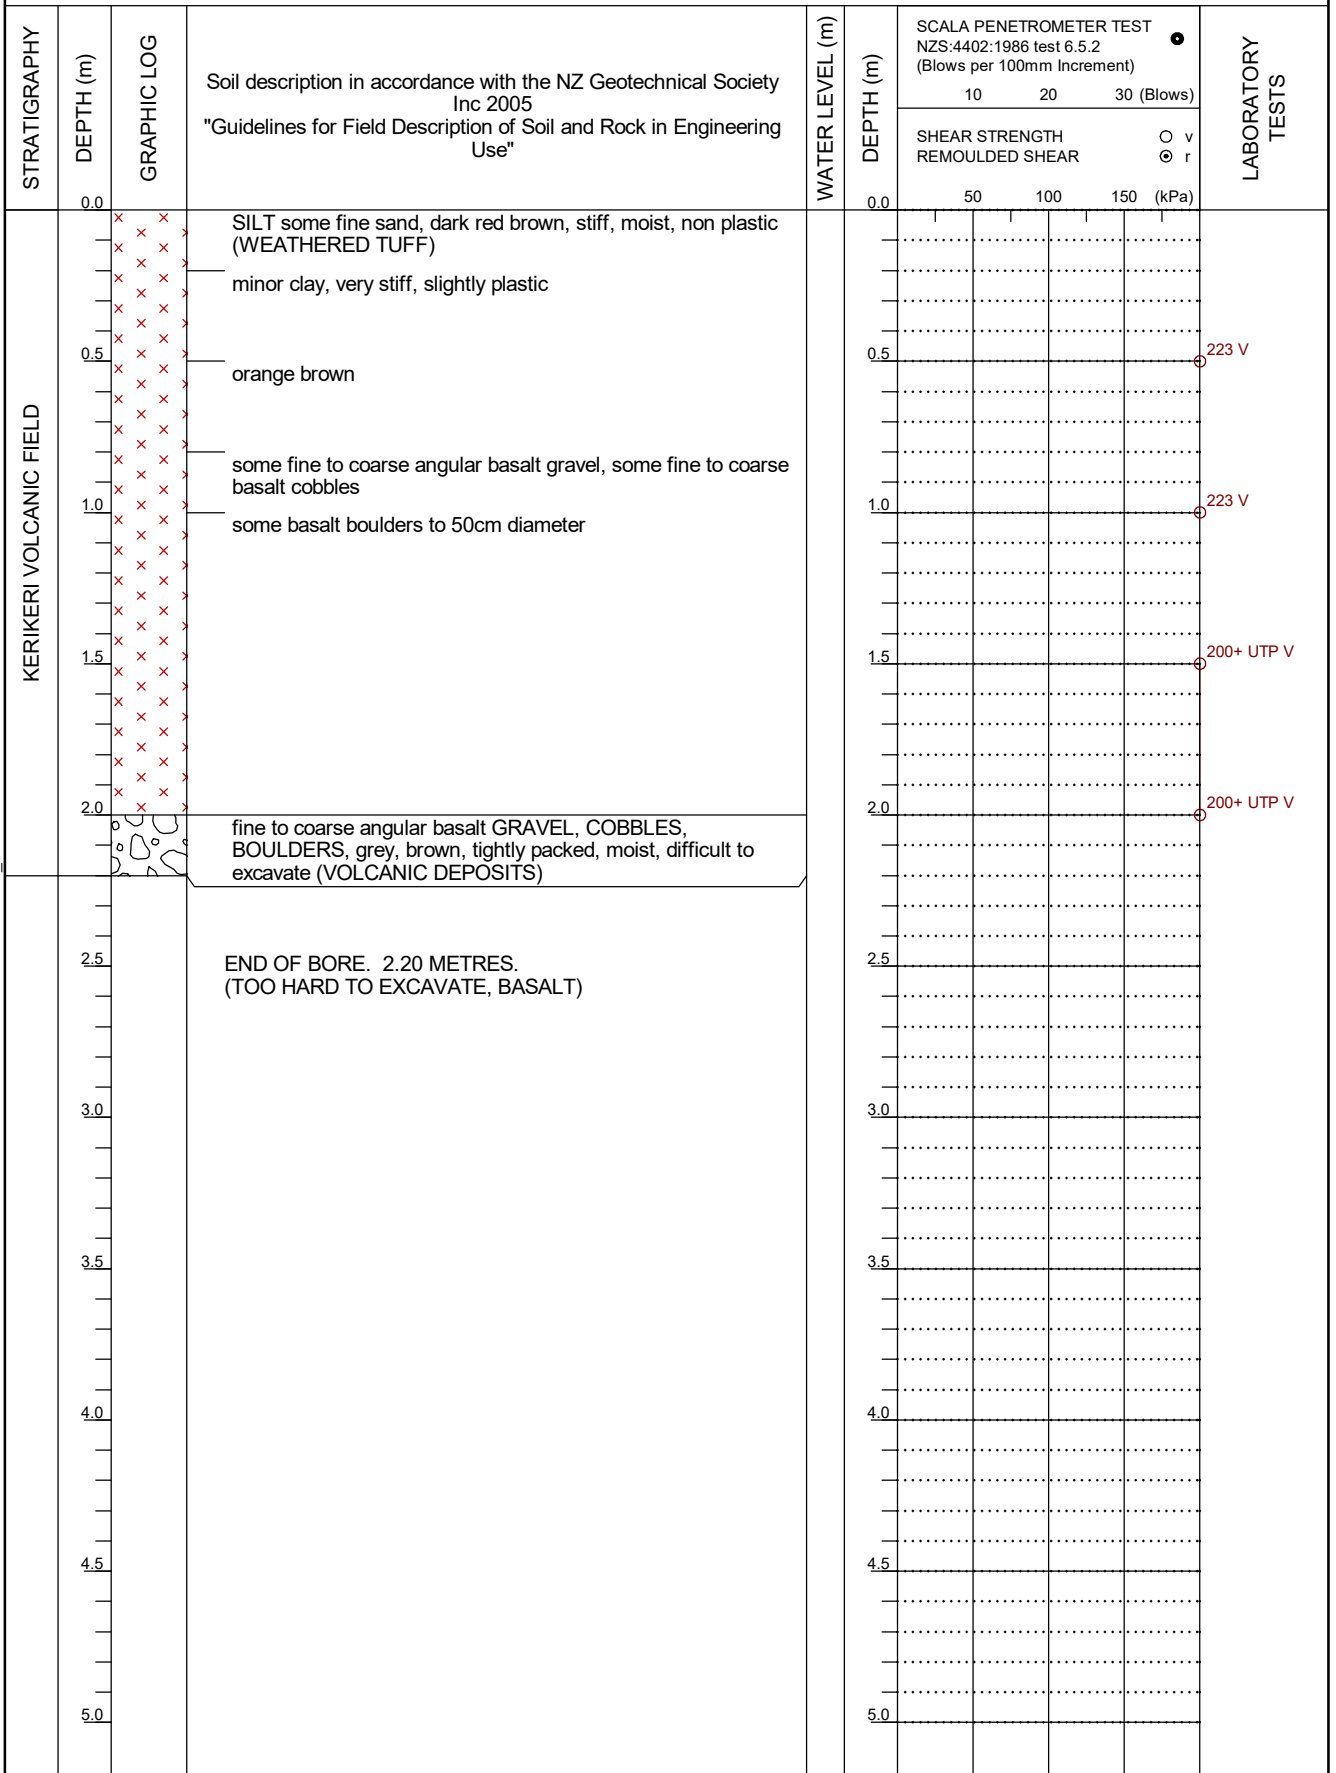 STRATIGRAPHY
DEPTH (m)
GRAPHIC LOG
Soil description in accordance with the NZ Geotechnical Society
Inc 2005
"Guidelines for Field Description of Soil and Rock in Engineering
Use"
WATER LEVEL (m)
DEPTH (m)
SCALA PENETROMETER TEST
NZS:4402:1986 test 6.5.2
(Blows per 100mm Increment)
10 20 30 (Blows)
SHEAR STRENGTH v
REMOULDED SHEAR r
50 100 150 (kPa)
LABORATORY
TESTS
0.0 0.0
KERIKERI VOLCANIC FIELD
SILT some fine sand, dark red brown, stiff, moist, non plastic
(WEATHERED TUFF)
minor clay, very stiff, slightly plastic
0.5 0.5 223 V
orange brown
some fine to coarse angular basalt gravel, some fine to coarse
basalt cobbles
1.0 1.0 223 V
some basalt boulders to 50cm diameter
1.5 1.5 200+ UTP V
2.0 2.0 200+ UTP V
fine to coarse angular basalt GRAVEL, COBBLES,
BOULDERS, grey, brown, tightly packed, moist, difficult to
excavate (VOLCANIC DEPOSITS)
2.5 2.5
END OF BORE. 2.20 METRES.
(TOO HARD TO EXCAVATE, BASALT)
3.0 3.0
3.5 3.5
4.0 4.0
4.5 4.5
5.0 5.0